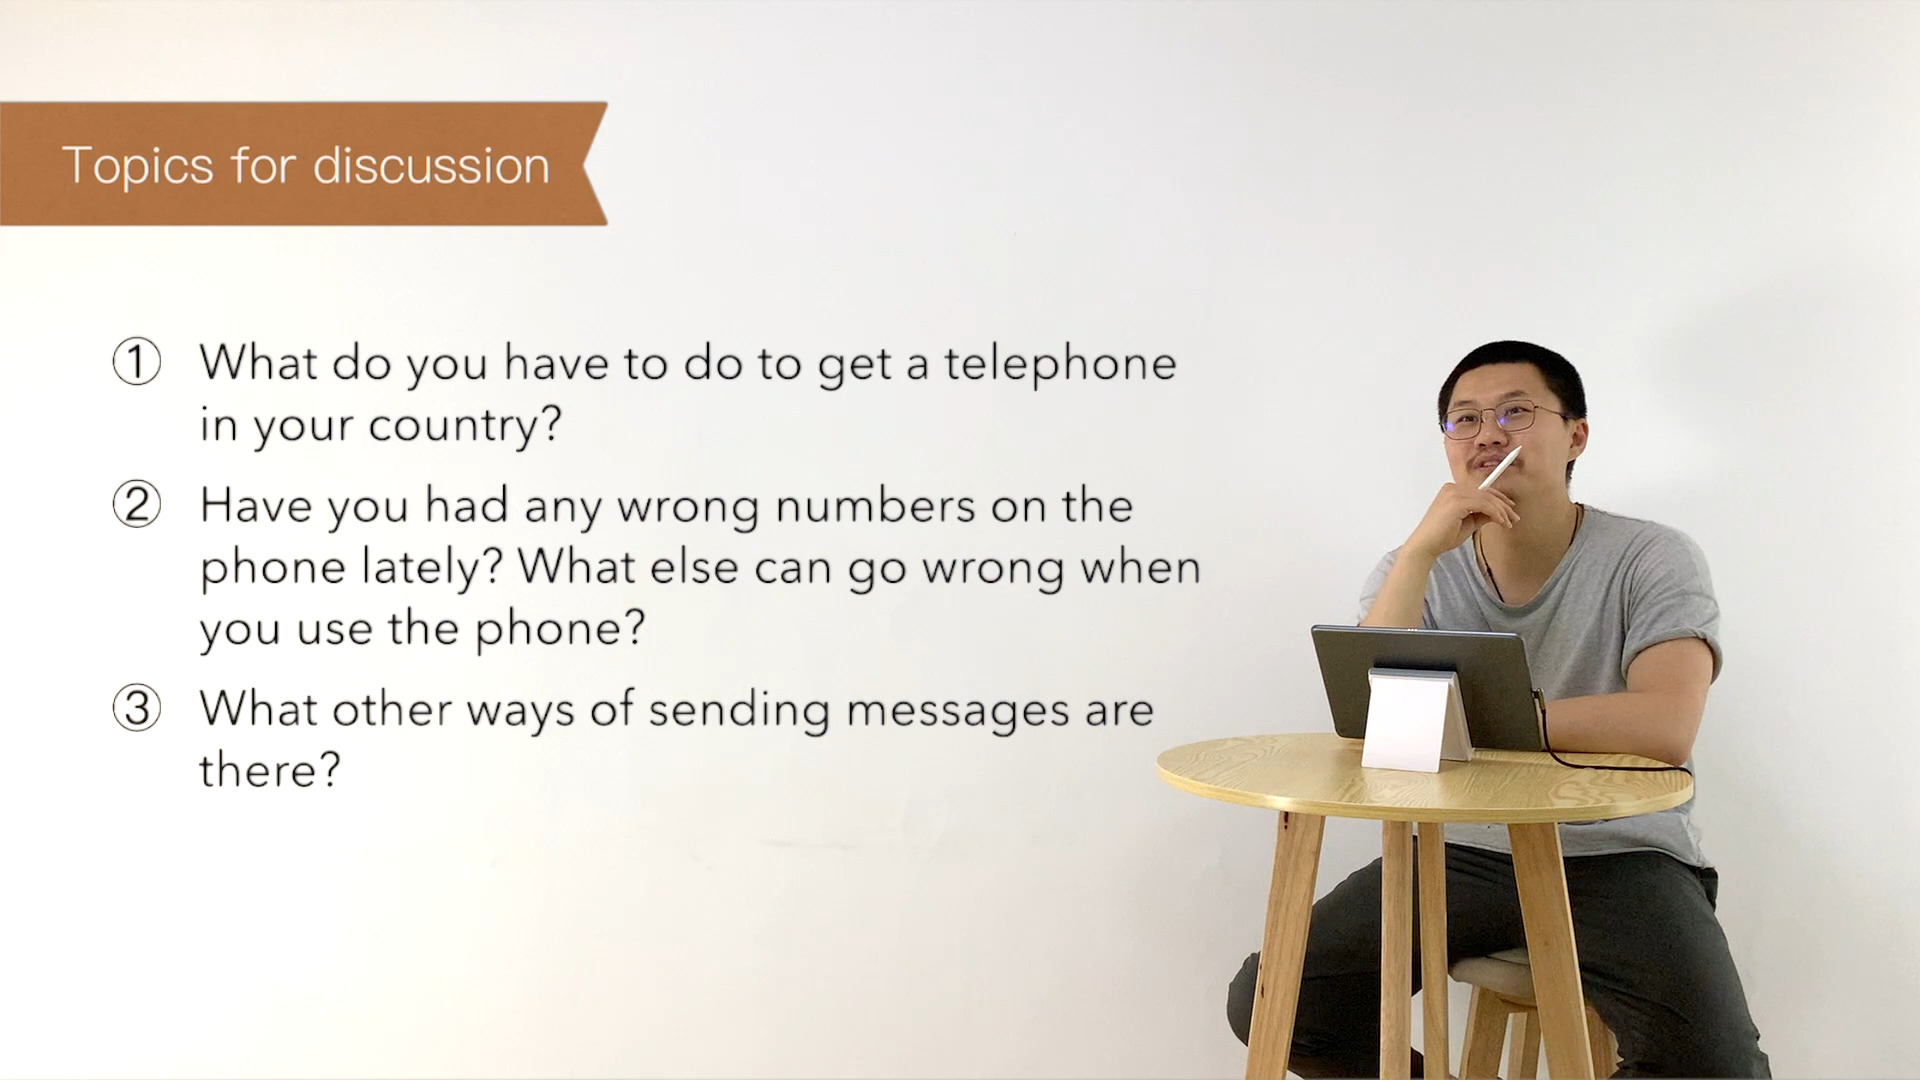 Topics for discussion
① What do you have to do to get a telephone
in your country?
② Have you had any wrong numbers on the
phone lately? What else can go wrong when
you use the phone?
③ What other ways of sending messages are
there?